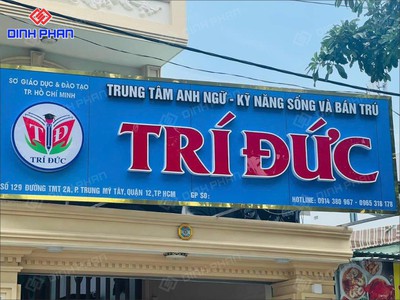 DINH PHAN
SỞ GIÁO DỤC & ĐÀO TẠO
TP. HỒ CHÍ MINH
TRÍ ĐỨC
TRUNG TÂM ANH NGỮ - KỸ NĂNG SỐNG VÀ BÁN TRÚ
TRÍ ĐỨC
SỐ 129 ĐƯỜNG TMT 2A, P. TRUNG MỸ TÂY, QUẬN 12, TP.HCM
GP SỐ:
HOTLINE: 0914 380 967 - 0965 318 179